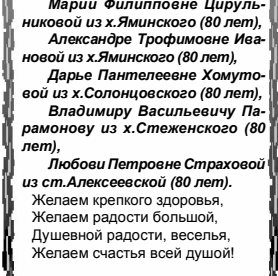 Марии Филипповне Цируль-
никовой из х.Яминского (80 лет),
Александре Трофимовне Ива-
новой из х.Яминского (80 лет),
Дарье Пантелеевне Хомуто-
вой из х.Солонцовского (80 лет),
Владимиру Васильевичу Па-
рамонову из х.Стеженского (80
лет),
Любови Петровне Страховой
из ст.Алексеевской (80 лет).
Желаем крепкого здоровья,
Желаем радости большой,
Душевной радости, веселья,
Желаем счастья всей душой!